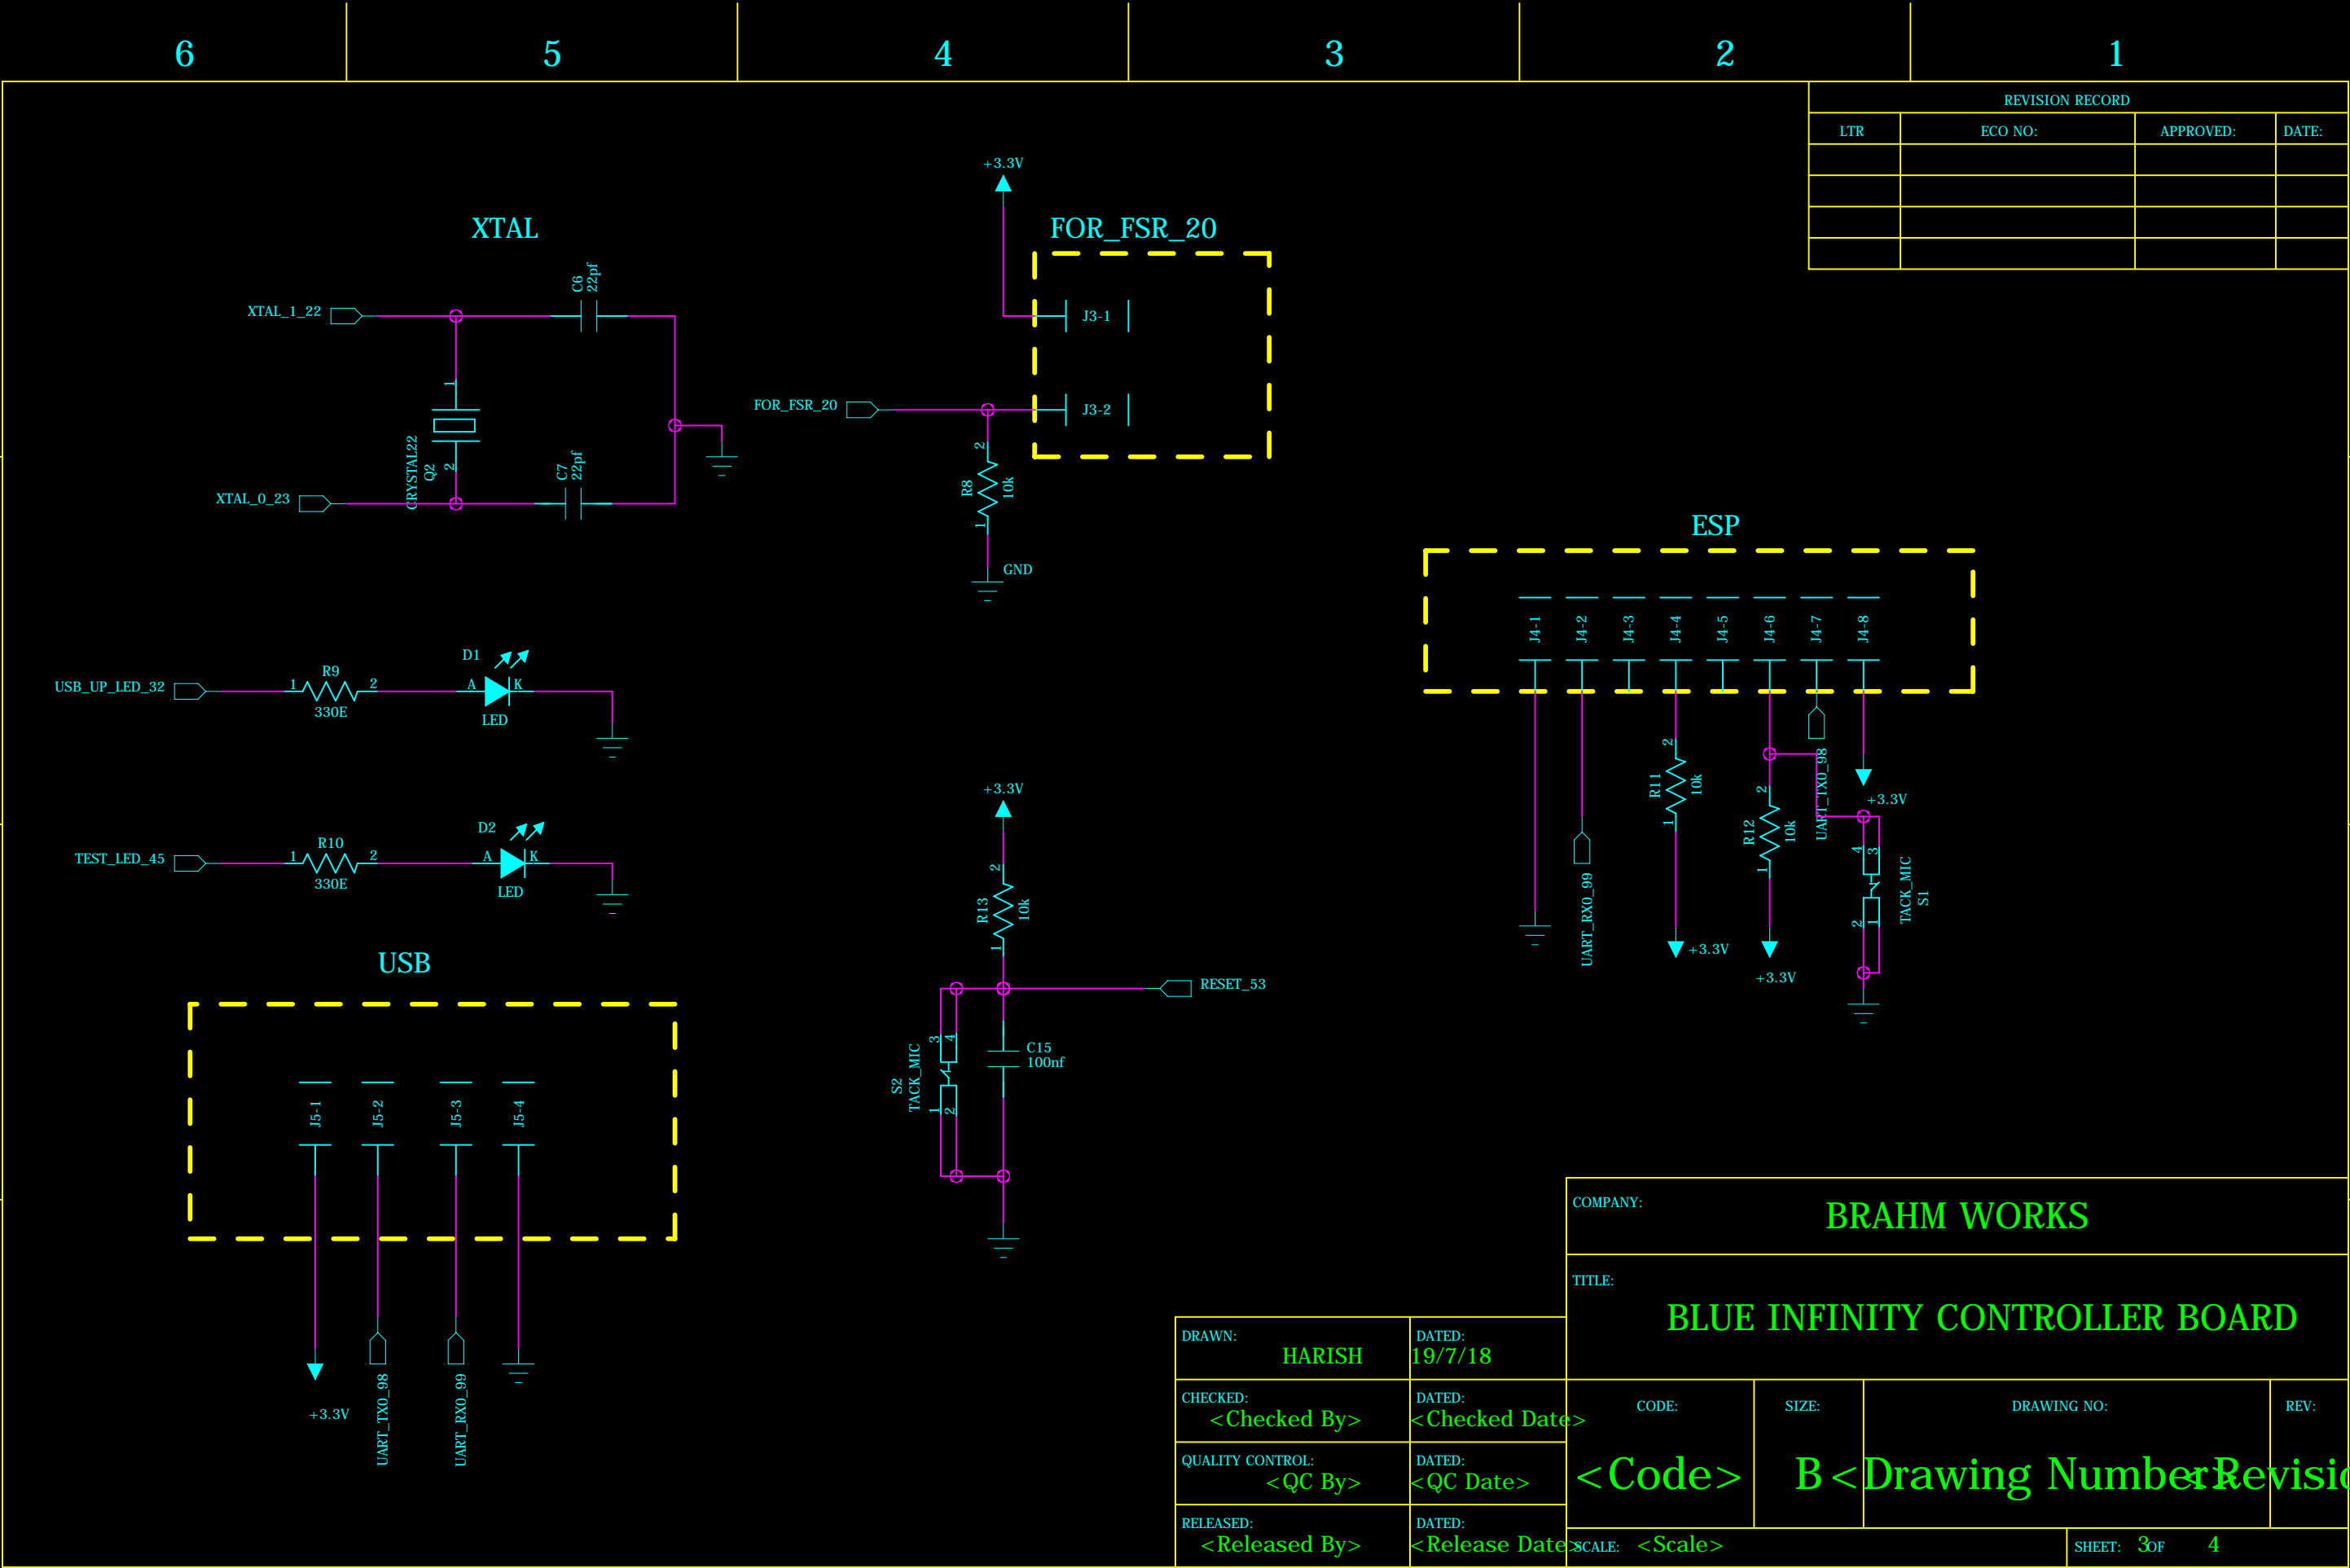 6 5 4 3 2 1
REVISION RECORD
LTR ECO NO: APPROVED: DATE:
XTAL
XTAL_1_22
C6
22pf
1
CRYSTAL22
Q2
2
C7
22pf
XTAL_0_23
+3.3V
FOR_FSR_20
J3-1
FOR_FSR_20
J3-2
2
R8
10k
1
GND
ESP
J4-1
J4-2
J4-3
J4-4
J4-5
J4-6
J4-7
J4-8
UART_RX0_99
2
R11
10k
1
+3.3V
2
R12
10k
1
+3.3V
UART_TX0_98
+3.3V
4
3
TACK_MIC
S1
2
1
USB_UP_LED_32
R9
1 2
330E
D1
A K
LED
TEST_LED_45
R10
1 2
330E
D2
A K
LED
+3.3V
2
R13
10k
1
RESET_53
3
4
S2
TACK_MIC
1
2
C15
100nf
USB
J5-1
J5-2
J5-3
J5-4
+3.3V
UART_TX0_98
UART_RX0_99
COMPANY:
BRAHM WORKS
TITLE:
BLUE INFINITY CONTROLLER BOARD
DRAWN: DATED:
HARISH 19/7/18
CHECKED: DATED:
<Checked By> <Checked Date>
QUALITY CONTROL: DATED:
<QC By> <QC Date>
RELEASED: DATED:
<Released By> <Release Date>
CODE: SIZE: DRAWING NO: REV:
<Code> B <Drawing Number> <Revisio
SCALE: <Scale> SHEET: 3 OF 4